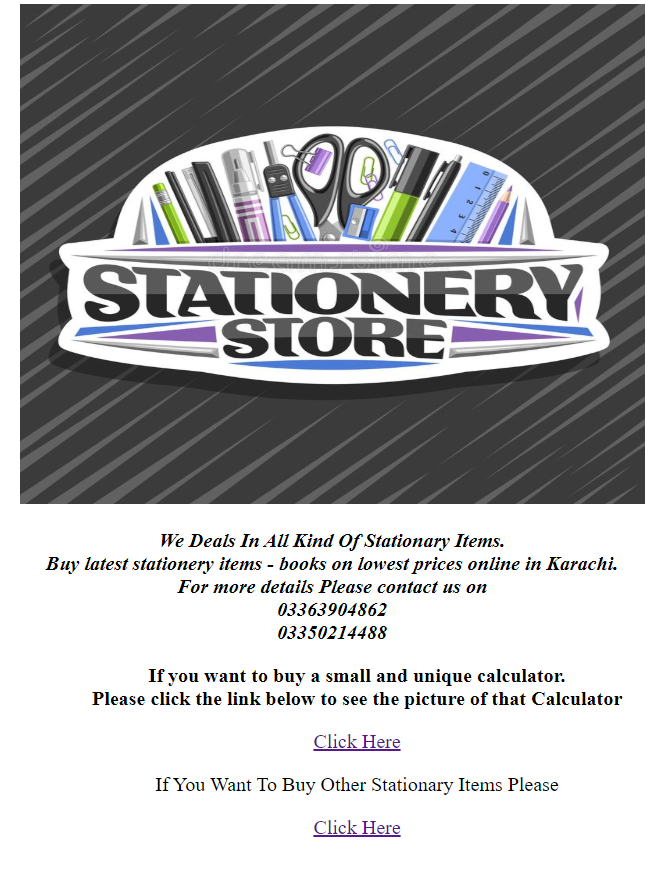 STATIONERY
STORE
We Deals In All Kind Of Stationary Items.
Buy latest stationery items - books on lowest prices online in Karachi.
For more details Please contact us on
03363904862
03350214488
If you want to buy a small and unique calculator.
Please click the link below to see the picture of that Calculator
Click Here
If You Want To Buy Other Stationary Items Please
Click Here